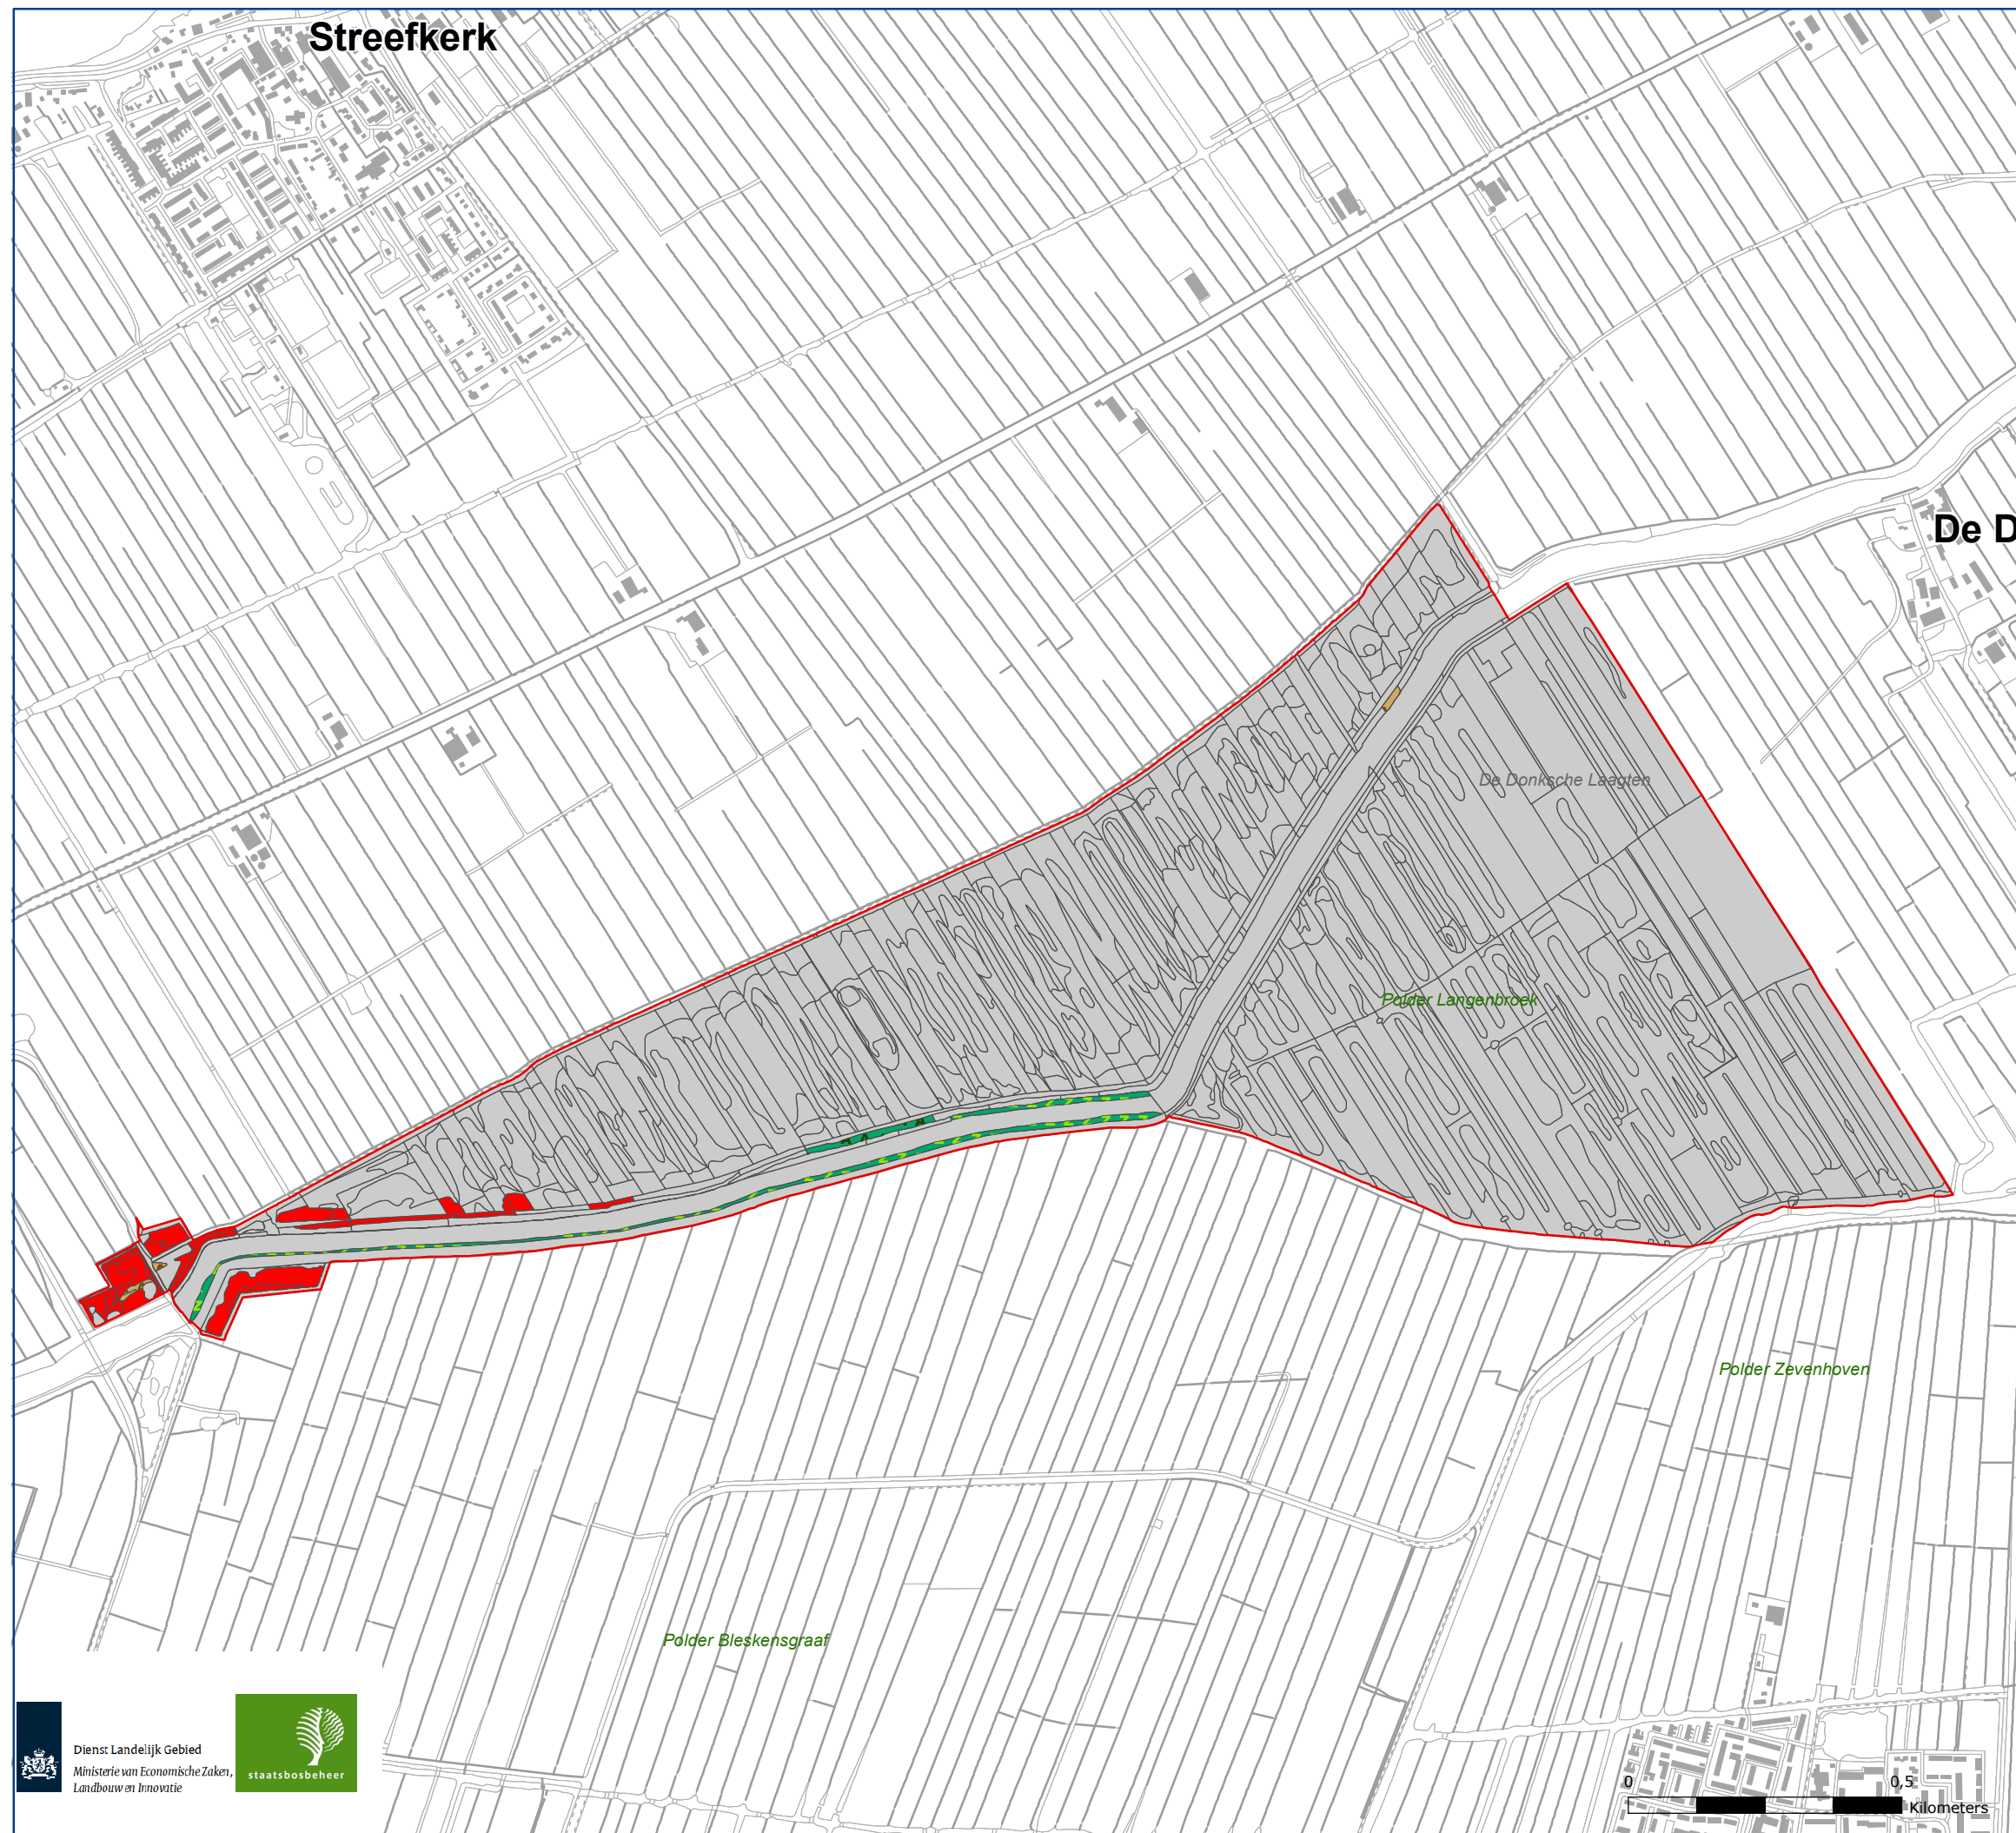 Streefkerk
De D
De Donksche Laagten
Polder Langenbroek
Polder Zevenhoven
Polder Bleskensgraaf
Dienst Landelijk Gebied
Ministerie van Economische Zaken,
Landbouw en Innovatie
staatsbosbeheer
0 0,5
Kilometers